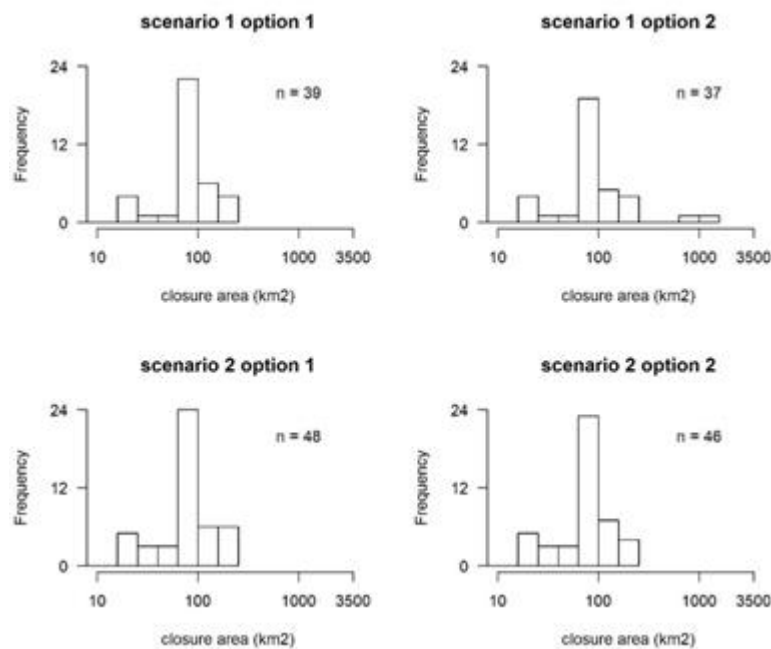 scenario 1 option 1
24
12
0
Frequency
n = 39
10 100 1000 3500
closure area (km2)
scenario 1 option 2
24
12
0
Frequency
n = 37
10 100 1000 3500
closure area (km2)
scenario 2 option 1
24
12
0
Frequency
n = 48
10 100 1000 3500
closure area (km2)
scenario 2 option 2
24
12
0
Frequency
n = 46
10 100 1000 3500
closure area (km2)